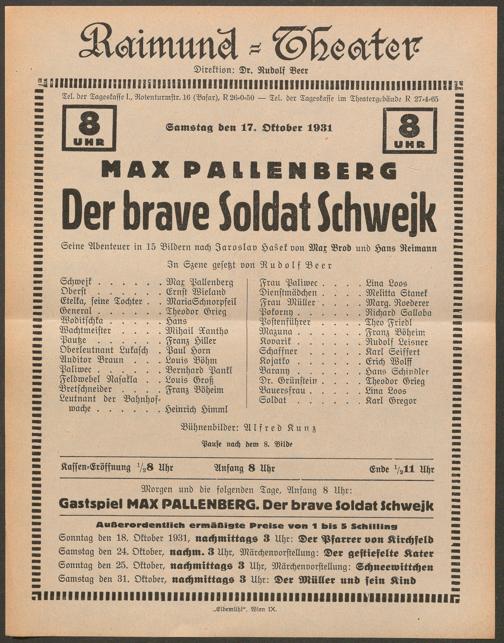 Raimund - Theater
Direktion: Dr. Rudolf Beer
Tel. der Tageskasse I., Rotenturmstr. 16 (Basar), R 26-0-50 — Tel. der Tageskasse im Theatergebäude R 27-4-65
8 UHR
Samstag den 17. Oktober 1931
8 UHR
MAX PALLENBERG
Der brave Soldat Schwejk
Seine Abenteuer in 15 Bildern nach Jaroslav Hašek von Max Brod und Hans Reimann
In Szene gesetzt von Rudolf Beer
Schwejk . . . . . . . Max Pallenberg
Oberst . . . . . . . Ernst Wieland
Etelka, seine Tochter . . Maria Schnorpfeil
General . . . . . . . Theodor Grieg
Woditschka . . . . . Hans
Wachtmeister . . . . . Mihail Xantho
Pautze . . . . . . . Franz Hiller
Oberleutnant Lukasch . . Paul Horn
Auditor Braun . . . . Louis Böhm
Paliwec . . . . . . . Bernhard Pankl
Feldwebel Nasakla . . . Louis Groß
Bretschneider . . . . . Franz Böheim
Leutnant der Bahnhof-
wache . . . . . . . Heinrich Himml
Frau Paliwec . . . . . Lina Loos
Dienstmädchen . . . . Melitta Stanek
Frau Müller . . . . . Marg. Roederer
Pokorny . . . . . . . Richard Salloba
Postenführer . . . . . Theo Friedl
Mazuna . . . . . . . Franz Böheim
Kovarik . . . . . . . Rudolf Leisner
Schaffner . . . . . . Karl Seiffert
Kojatko . . . . . . . Erich Wolff
Barany . . . . . . . Hans Schindler
Dr. Grünstein . . . . . Theodor Grieg
Bauersfrau . . . . . . Lina Loos
Soldat . . . . . . . Karl Gregor
Bühnenbilder: Alfred Kunz
Pause nach dem 8. Bilde
Kassen-Eröffnung ½8 Uhr Anfang 8 Uhr Ende ½11 Uhr
Morgen und die folgenden Tage, Anfang 8 Uhr:
Gastspiel MAX PALLENBERG. Der brave Soldat Schwejk
Außerordentlich ermäßigte Preise von 1 bis 5 Schilling
Sonntag den 18. Oktober 1931, nachmittags 3 Uhr: Der Pfarrer von Kirchfeld
Samstag den 24. Oktober, nachm. 3 Uhr, Märchenvorstellung: Der gestiefelte Kater
Sonntag den 25. Oktober, nachmittags 3 Uhr, Märchenvorstellung: Schneewittchen
Samstag den 31. Oktober, nachmittags 3 Uhr: Der Müller und sein Kind
„Elbemühl“, Wien IX.